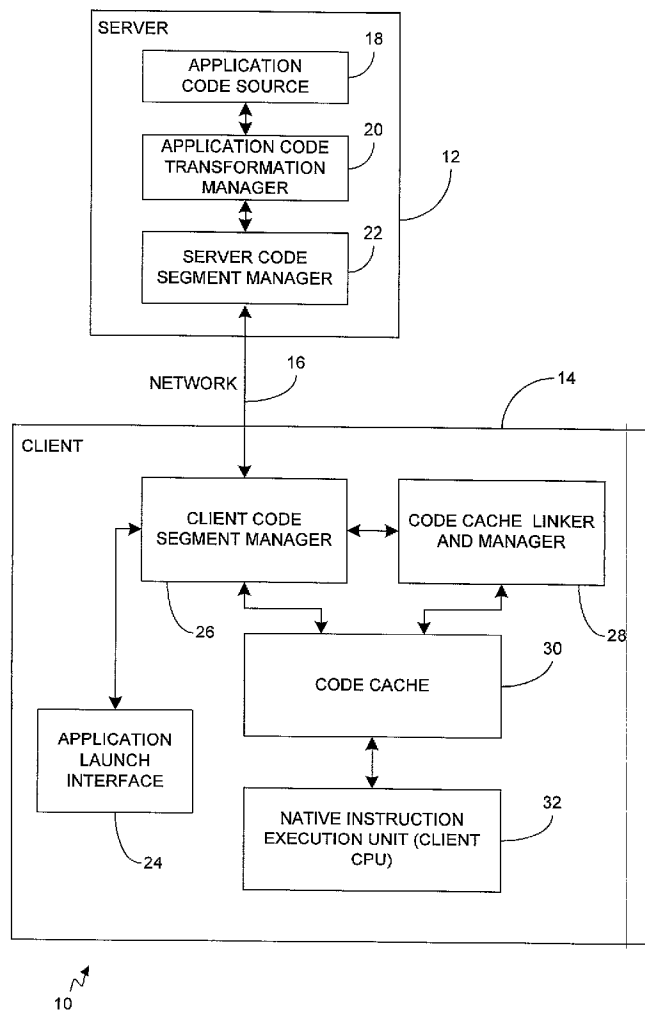 SERVER
18
APPLICATION
CODE SOURCE
20
APPLICATION CODE
TRANSFORMATION
MANAGER
12
22
SERVER CODE
SEGMENT MANAGER
NETWORK
16
14
CLIENT
CLIENT CODE
SEGMENT MANAGER
CODE CACHE LINKER
AND MANAGER
26
28
30
CODE CACHE
APPLICATION
LAUNCH
INTERFACE
24
32
NATIVE INSTRUCTION
EXECUTION UNIT (CLIENT
CPU)
10